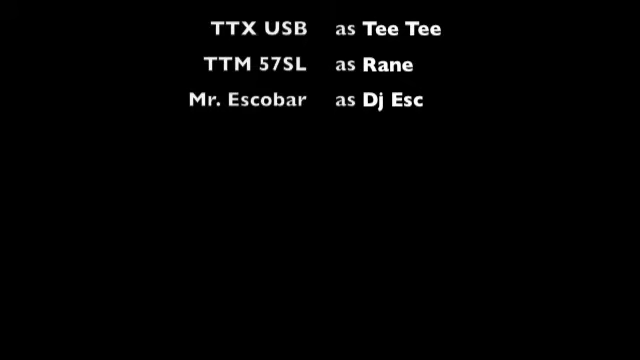 TTX USB as Tee Tee
TTM 57SL as Rane
Mr. Escobar as Dj Esc